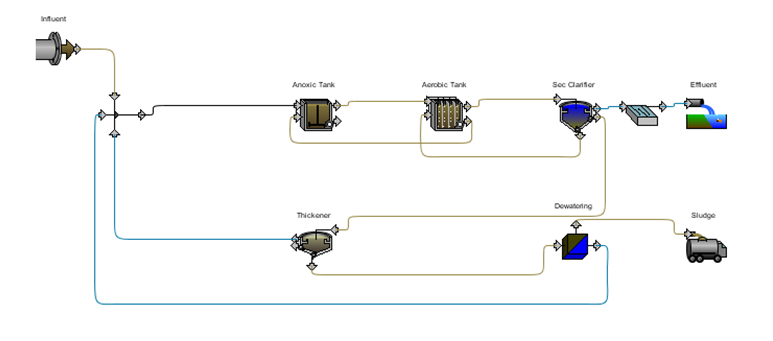 Influent
Anoxic Tank
Aerobic Tank
Sec Clarifier
Effluent
Thickener
Dewatering
Sludge